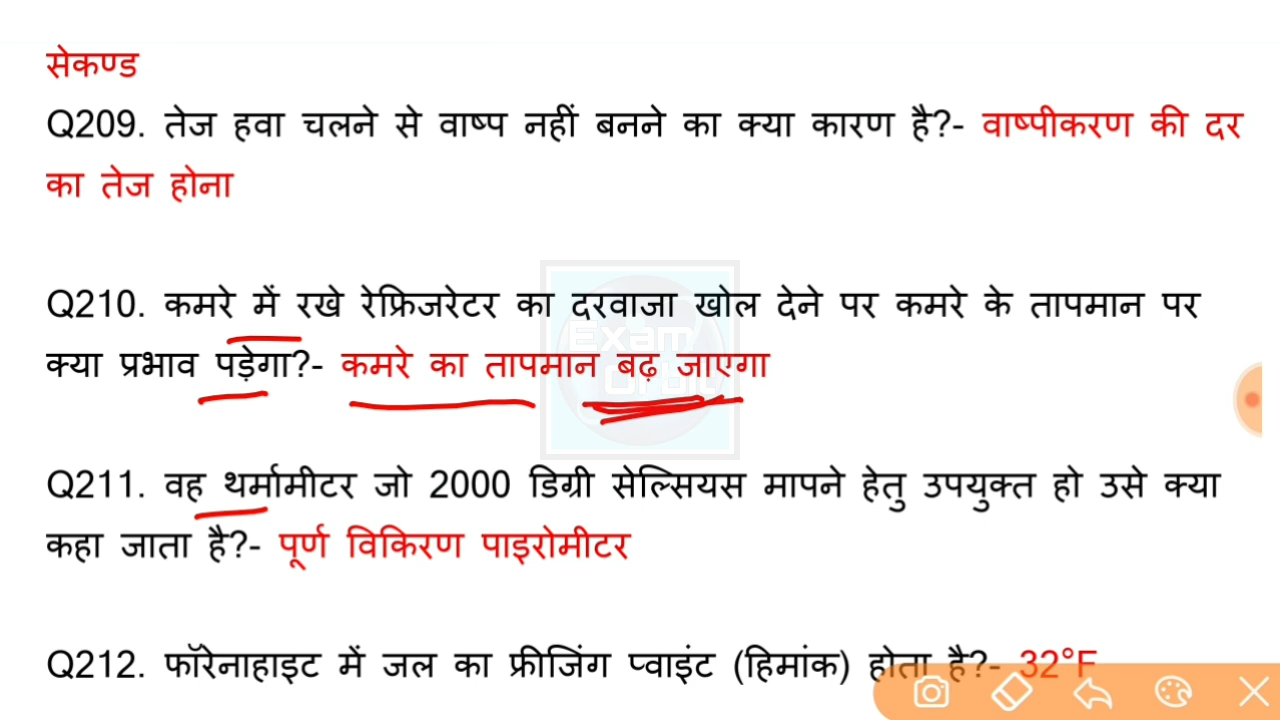 सेकण्ड
Q209. तेज हवा चलने से वाष्प नहीं बनने का क्या कारण है?- वाष्पीकरण की दर
का तेज होना
Q210. कमरे में रखे रेफ्रिजरेटर का दरवाजा खोल देने पर कमरे के तापमान पर
क्या प्रभाव पड़ेगा?- कमरे का तापमान बढ़ जाएगा
Exam
Orbit
Q211. वह थर्मामीटर जो 2000 डिग्री सेल्सियस मापने हेतु उपयुक्त हो उसे क्या
कहा जाता है?- पूर्ण विकिरण पाइरोमीटर
Q212. फॉरेनाहाइट में जल का फ्रीजिंग प्वाइंट (हिमांक) होता है?- 32°F